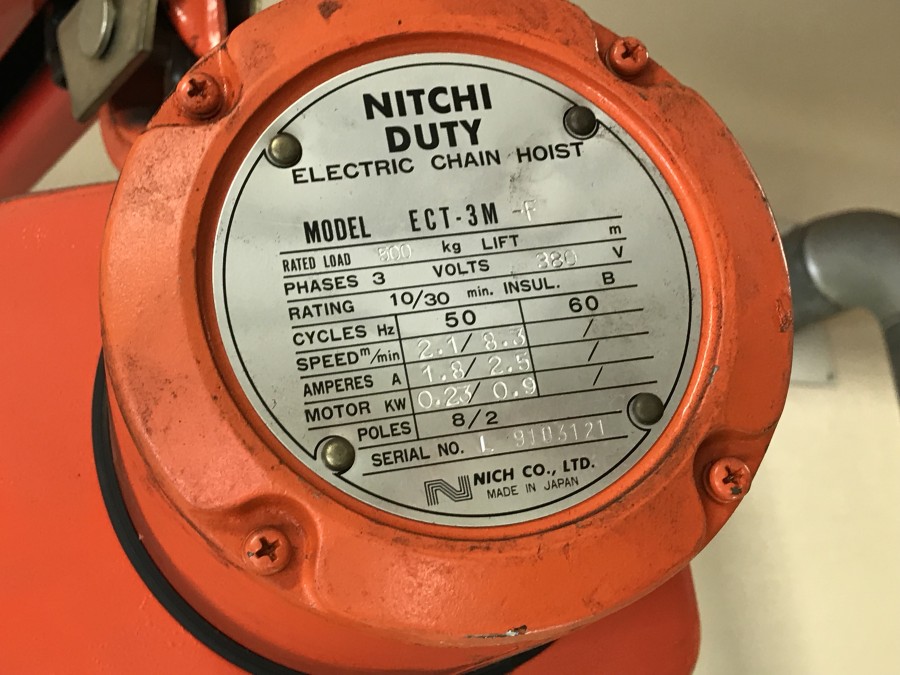 NITCHI
DUTY
ELECTRIC CHAIN HOIST
MODEL ECT-3M -F
RATED LOAD 500 kg LIFT m
PHASES 3 VOLTS 380 V
RATING 10/30 min. INSUL. B
CYCLES Hz 50 60
SPEED m/min 2.1/ 8.3 /
AMPERES A 1.8/ 2.5 /
MOTOR KW 0.23/ 0.9 /
POLES 8/2
SERIAL NO. L 9103121
NICH CO., LTD.
MADE IN JAPAN